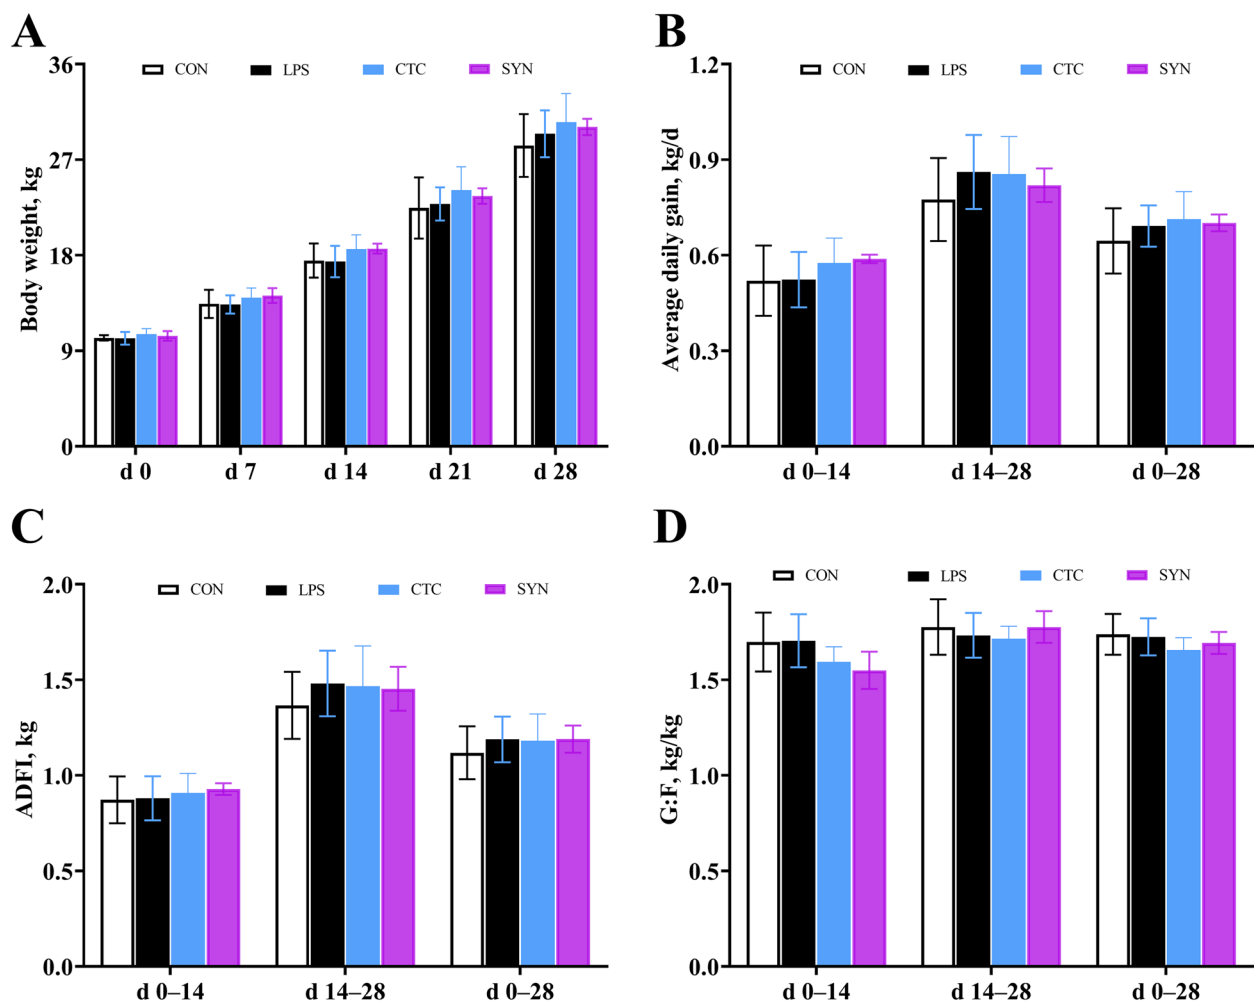 A
CON LPS CTC SYN
Body weight, kg
36
27
18
9
0
d 0 d 7 d 14 d 21 d 28
B
CON LPS CTC SYN
Average daily gain, kg/d
1.2
0.9
0.6
0.3
0.0
d 0–14 d 14–28 d 0–28
C
CON LPS CTC SYN
ADFI, kg
2.0
1.5
1.0
0.5
0.0
d 0–14 d 14–28 d 0–28
D
CON LPS CTC SYN
G:F, kg/kg
2.0
1.5
1.0
0.5
0.0
d 0–14 d 14–28 d 0–28